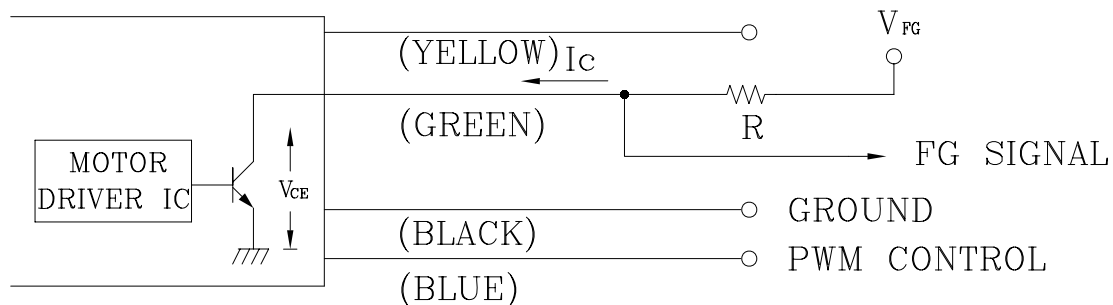 V FG
(YELLOW)
Ic
(GREEN)
R
FG SIGNAL
MOTOR
DRIVER IC
VCE
GROUND
(BLACK)
PWM CONTROL
(BLUE)